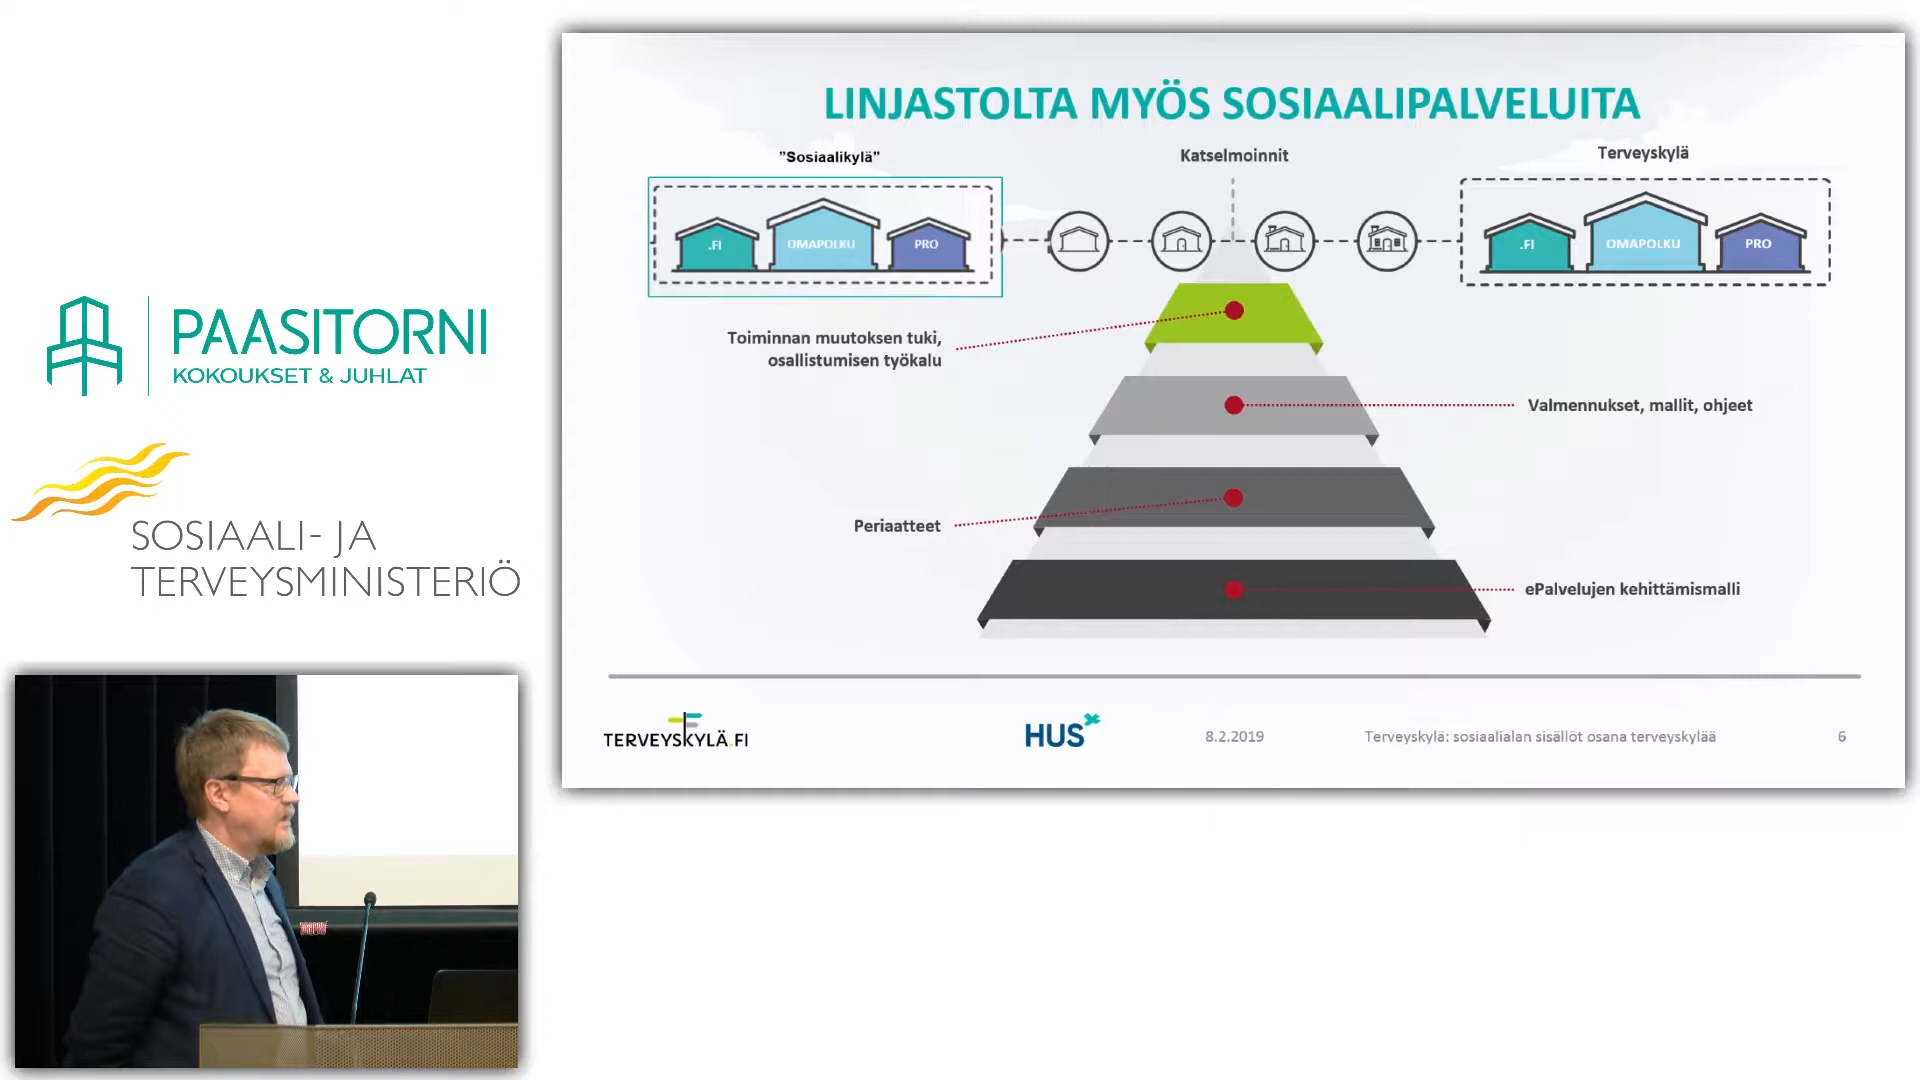 PAASITORNI
KOKOUKSET & JUHLAT
SOSIAALI- JA
TERVEYSMINISTERIÖ
LINJASTOLTA MYÖS SOSIAALIPALVELUITA
"Sosiaalikylä"
Katselmoinnit
Terveyskylä
.FI
OMAPOLKU
PRO
.FI
OMAPOLKU
PRO
Toiminnan muutoksen tuki,
osallistumisen työkalu
Valmennukset, mallit, ohjeet
Periaatteet
ePalvelujen kehittämismalli
TERVEYSKYLÄ.FI
HUS
8.2.2019
Terveyskylä: sosiaalialan sisällöt osana terveyskylää
6